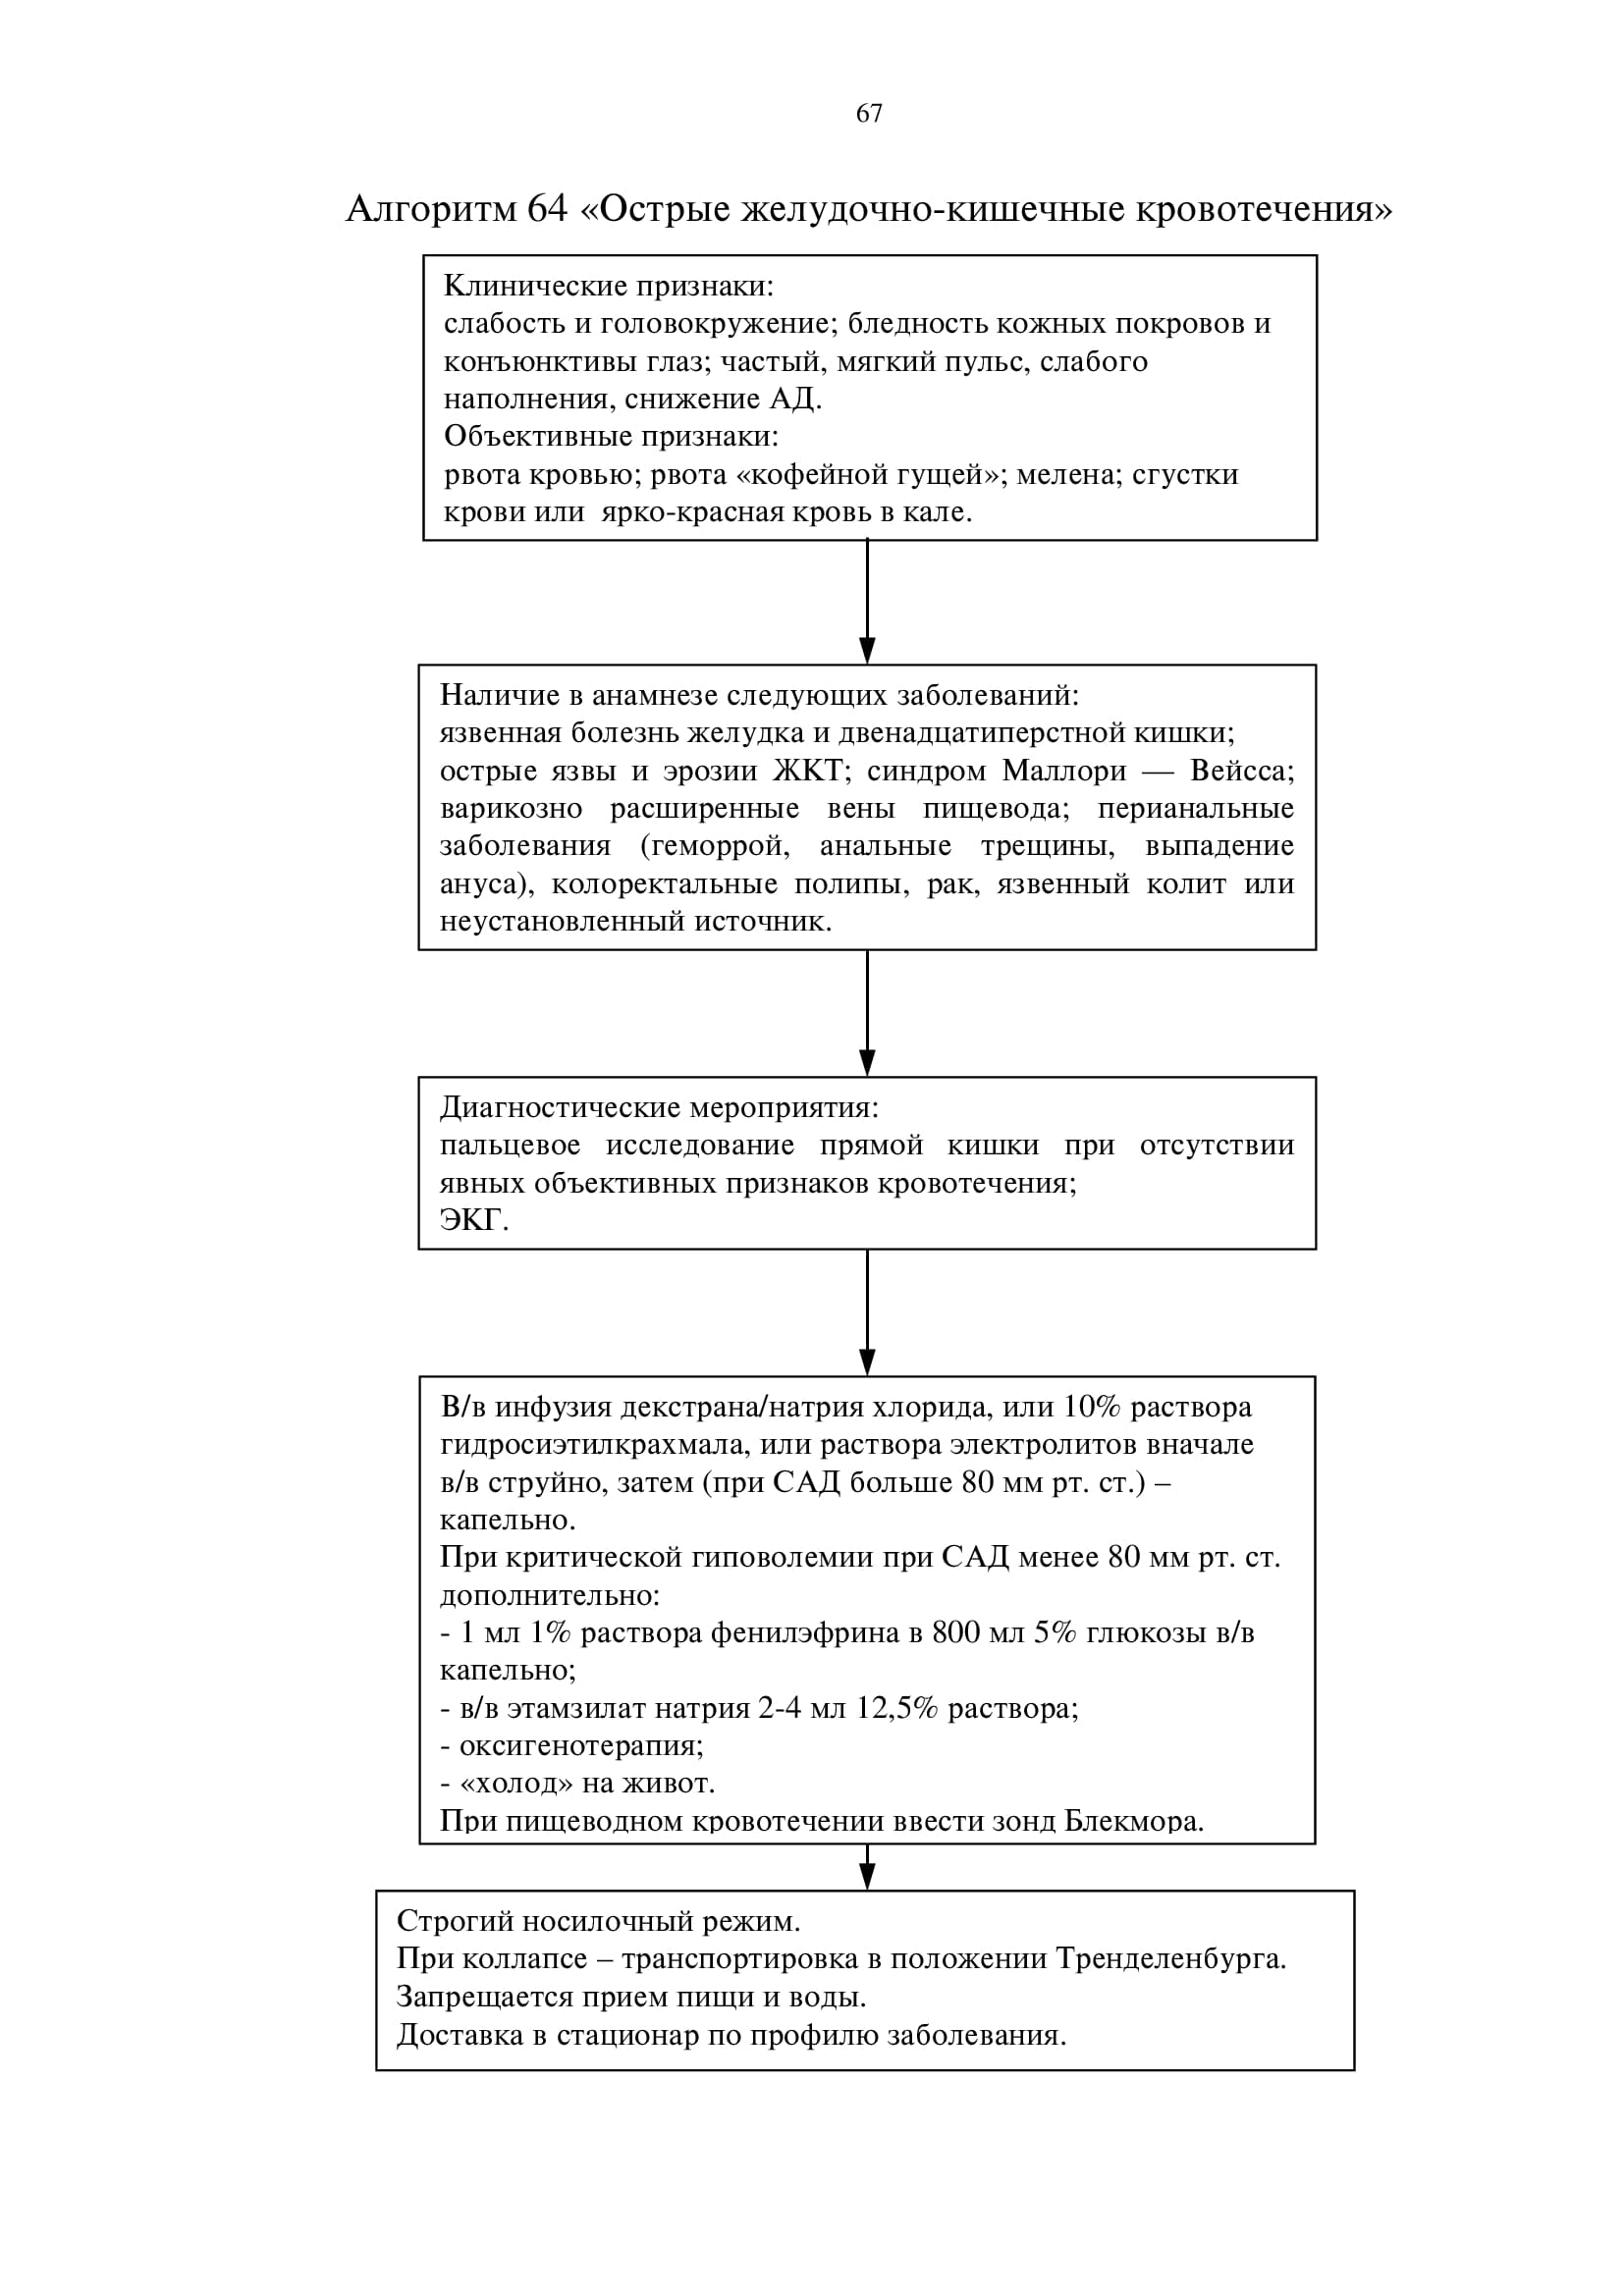 67
Алгоритм 64 «Острые желудочно-кишечные кровотечения»
Клинические признаки:
слабость и головокружение; бледность кожных покровов и
конъюнктивы глаз; частый, мягкий пульс, слабого
наполнения, снижение АД.
Объективные признаки:
рвота кровью; рвота «кофейной гущей»; мелена; сгустки
крови или ярко-красная кровь в кале.
Наличие в анамнезе следующих заболеваний:
язвенная болезнь желудка и двенадцатиперстной кишки;
острые язвы и эрозии ЖКТ; синдром Маллори — Вейсса;
варикозно расширенные вены пищевода; перианальные
заболевания (геморрой, анальные трещины, выпадение
ануса), колоректальные полипы, рак, язвенный колит или
неустановленный источник.
Диагностические мероприятия:
пальцевое исследование прямой кишки при отсутствии
явных объективных признаков кровотечения;
ЭКГ.
В/в инфузия декстрана/натрия хлорида, или 10% раствора
гидросиэтилкрахмала, или раствора электролитов вначале
в/в струйно, затем (при САД больше 80 мм рт. ст.) –
капельно.
При критической гиповолемии при САД менее 80 мм рт. ст.
дополнительно:
- 1 мл 1% раствора фенилэфрина в 800 мл 5% глюкозы в/в
капельно;
- в/в этамзилат натрия 2-4 мл 12,5% раствора;
- оксигенотерапия;
- «холод» на живот.
При пищеводном кровотечении ввести зонд Блекмора.
Строгий носилочный режим.
При коллапсе – транспортировка в положении Тренделенбурга.
Запрещается прием пищи и воды.
Доставка в стационар по профилю заболевания.